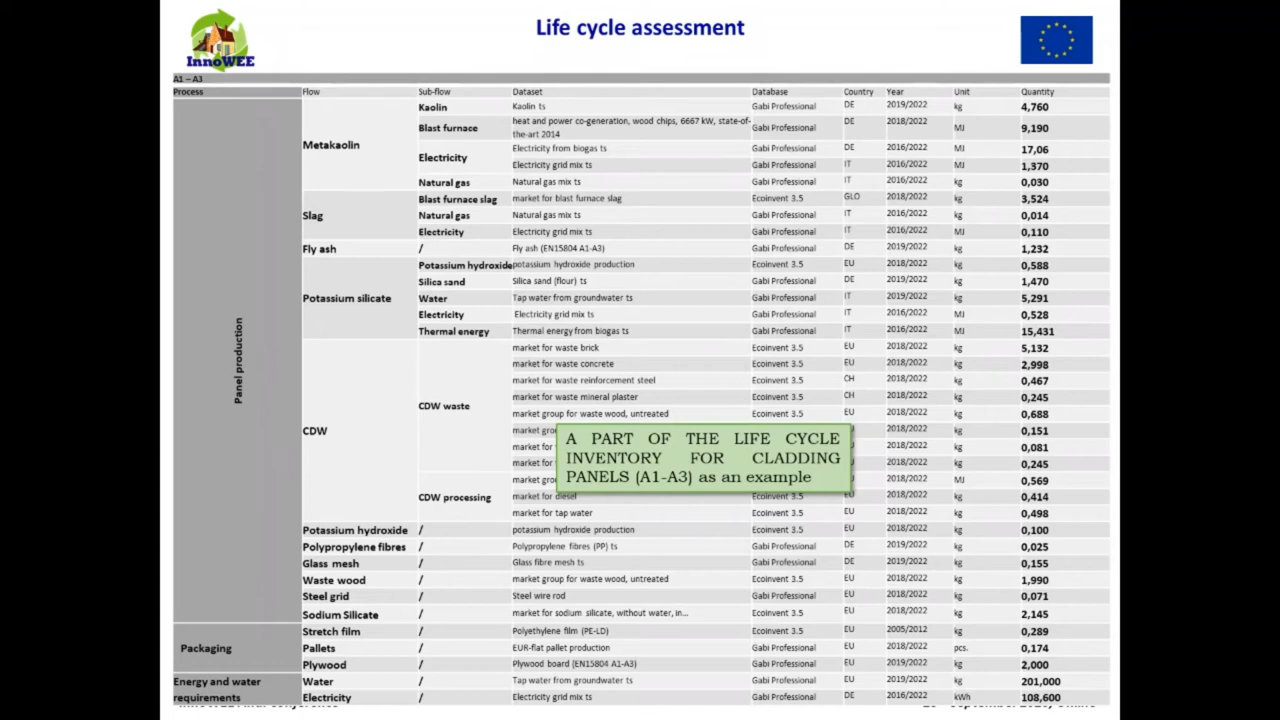 Life cycle assessment
InnoWEE
A1 – A3
Process Flow Sub-flow Dataset Database Country Year Unit Quantity
Panel production
Metakaolin
Kaolin Kaolin ts Gabi Professional DE 2019/2022 kg 4,760
Blast furnace heat and power co-generation, wood chips, 6667 kW, state-of-the-art 2014 Gabi Professional DE 2018/2022 MJ 9,190
Electricity Electricity from biogas ts Gabi Professional DE 2016/2022 MJ 17,06
Electricity grid mix ts Gabi Professional IT 2016/2022 MJ 1,370
Natural gas Natural gas mix ts Gabi Professional IT 2016/2022 kg 0,030
Slag
Blast furnace slag market for blast furnace slag Ecoinvent 3.5 GLO 2018/2022 kg 3,524
Natural gas Natural gas mix ts Gabi Professional IT 2016/2022 kg 0,014
Electricity Electricity grid mix ts Gabi Professional IT 2016/2022 MJ 0,110
Fly ash / Fly ash (EN15804 A1-A3) Gabi Professional DE 2019/2022 kg 1,232
Potassium silicate
Potassium hydroxide potassium hydroxide production Ecoinvent 3.5 EU 2018/2022 kg 0,588
Silica sand Silica sand (flour) ts Gabi Professional DE 2019/2022 kg 1,470
Water Tap water from groundwater ts Gabi Professional IT 2019/2022 kg 5,291
Electricity Electricity grid mix ts Gabi Professional IT 2016/2022 MJ 0,528
Thermal energy Thermal energy from biogas ts Gabi Professional IT 2016/2022 MJ 15,431
CDW
CDW waste
market for waste brick Ecoinvent 3.5 EU 2018/2022 kg 5,132
market for waste concrete Ecoinvent 3.5 EU 2018/2022 kg 2,998
market for waste reinforcement steel Ecoinvent 3.5 CH 2018/2022 kg 0,467
market for waste mineral plaster Ecoinvent 3.5 CH 2018/2022 kg 0,245
market group for waste wood, untreated Ecoinvent 3.5 EU 2018/2022 kg 0,688
market 2018/2022 kg 0,151
market for 2018/2022 kg 0,081
market for 2018/2022 kg 0,245
A PART OF THE LIFE CYCLE
INVENTORY FOR CLADDING
PANELS (A1-A3) as an example
CDW processing
market 2018/2022 MJ 0,569
market for diesel Ecoinvent 3.5 EU 2018/2022 kg 0,414
market for tap water Ecoinvent 3.5 EU 2018/2022 kg 0,498
Potassium hydroxide / potassium hydroxide production Ecoinvent 3.5 EU 2018/2022 kg 0,100
Polypropylene fibres / Polypropylene fibres (PP) ts Gabi Professional DE 2019/2022 kg 0,025
Glass mesh / Glass fibre mesh ts Gabi Professional DE 2019/2022 kg 0,155
Waste wood / market group for waste wood, untreated Ecoinvent 3.5 EU 2018/2022 kg 1,990
Steel grid / Steel wire rod Gabi Professional EU 2018/2022 kg 0,071
Sodium Silicate / market for sodium silicate, without water, in... Ecoinvent 3.5 EU 2018/2022 kg 2,145
Packaging
Stretch film / Polyethylene film (PE-LD) Ecoinvent 3.5 EU 2005/2012 kg 0,289
Pallets / EUR-flat pallet production Gabi Professional EU 2018/2022 pcs. 0,174
Plywood / Plywood board (EN15804 A1-A3) Gabi Professional EU 2019/2022 kg 2,000
Energy and water requirements
Water / Tap water from groundwater ts Gabi Professional EU 2019/2022 kg 201,000
Electricity / Electricity grid mix ts Gabi Professional DE 2016/2022 kWh 108,600